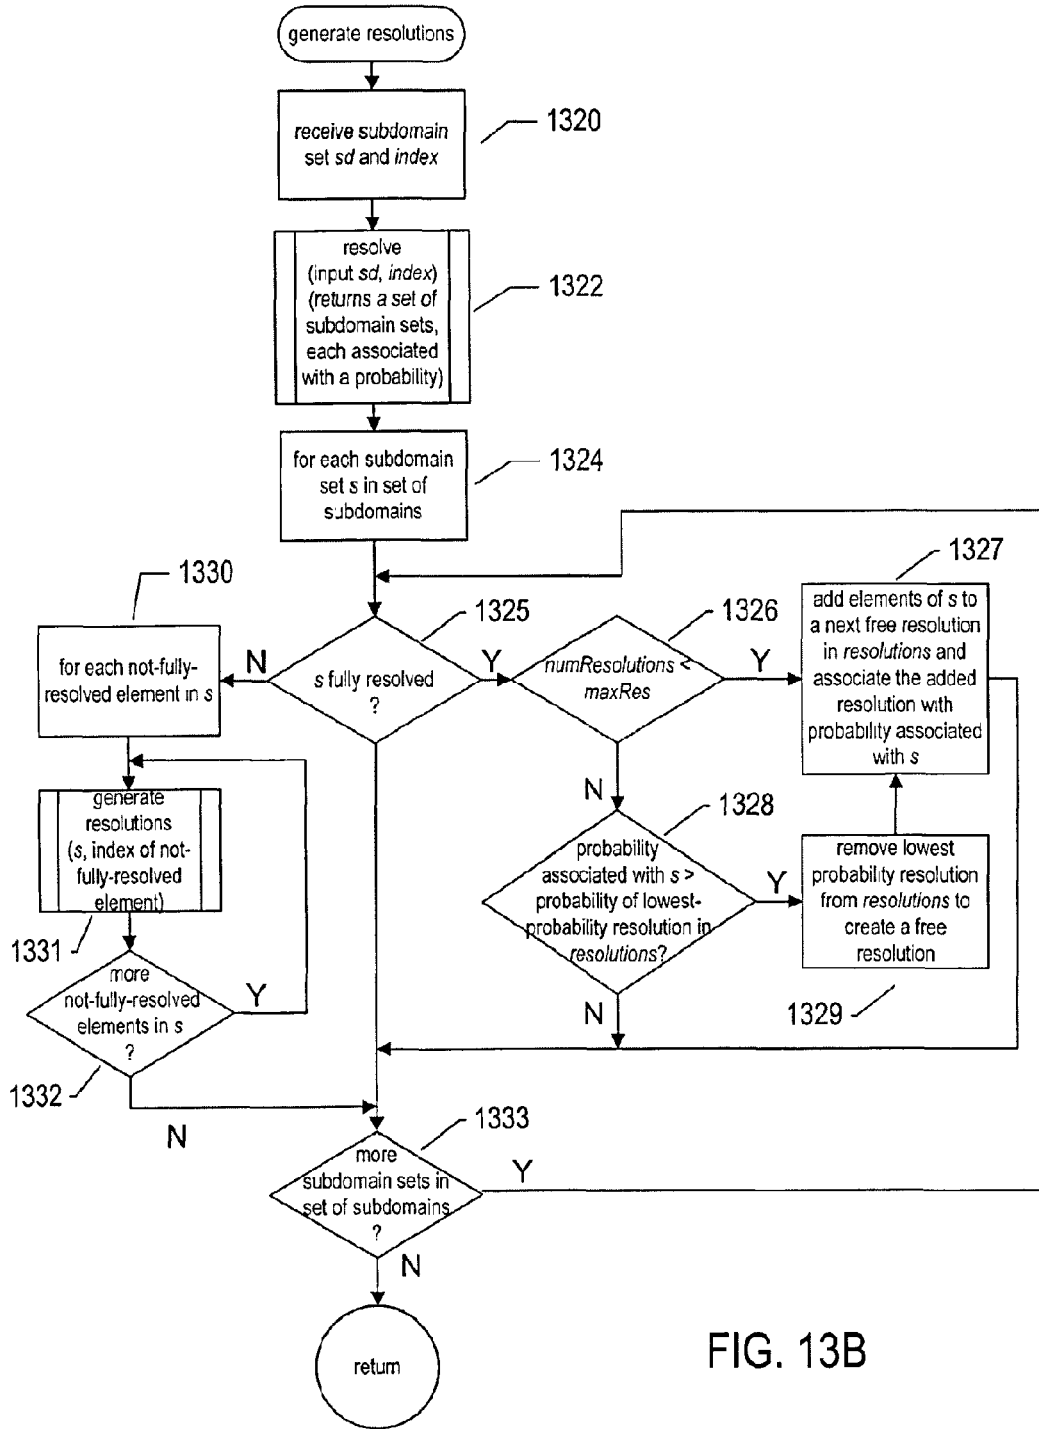 generate resolutions
receive subdomain
set sd and index
1320
resolve
(input sd, index)
(returns a set of
subdomain sets,
each associated
with a probability)
1322
for each subdomain
set s in set of
subdomains
1324
1330
for each not-fully-
resolved element in s
N
s fully resolved
?
1325
Y
numResolutions <
maxRes
1326
Y
1327
add elements of s to
a next free resolution
in resolutions and
associate the added
resolution with
probability associated
with s
N
generate
resolutions
(s, index of not-
fully-resolved
element)
1331
probability
associated with s >
probability of lowest-
probability resolution in
resolutions?
1328
Y
remove lowest
probability resolution
from resolutions to
create a free
resolution
1329
N
more
not-fully-resolved
elements in s
?
Y
1332
N
more
subdomain sets in
set of subdomains
?
1333
Y
N
return
FIG. 13B